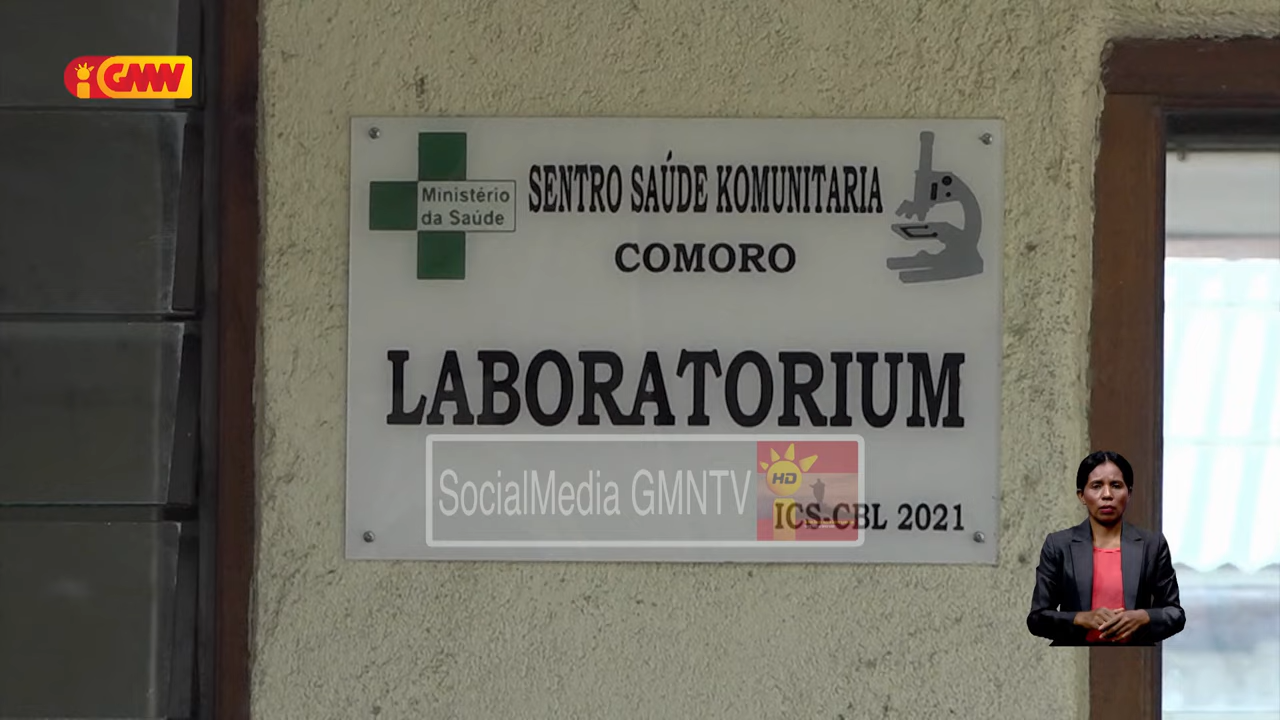 GMN
Ministério
da Saúde
SENTRO SAÚDE KOMUNITARIA
COMORO
LABORATORIUM
SocialMedia GMNTV
HD
ICS-CBL 2021